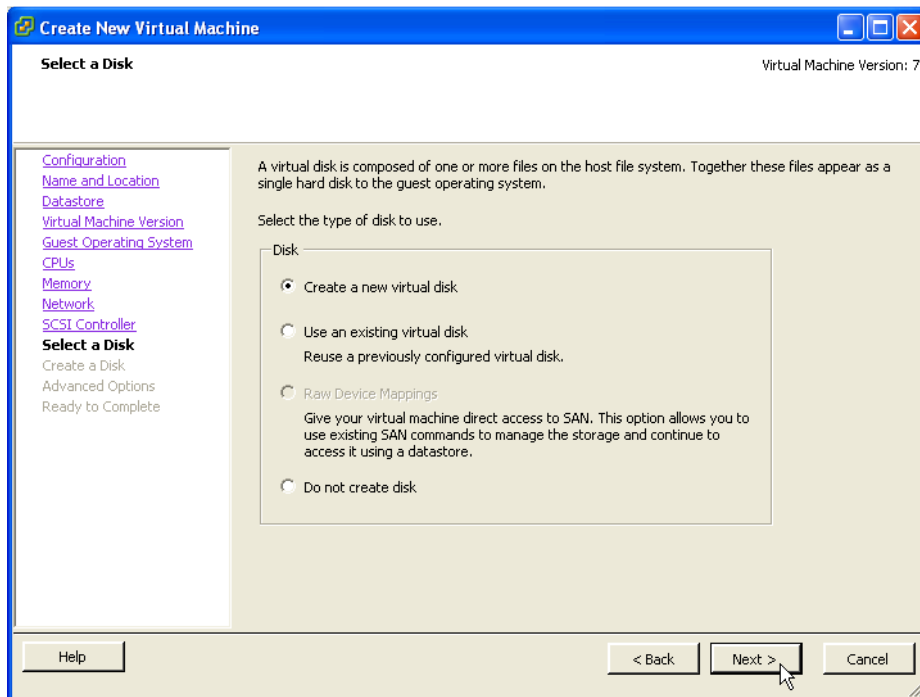 Create New Virtual Machine
Select a Disk
Virtual Machine Version: 7
Configuration
Name and Location
Datastore
Virtual Machine Version
Guest Operating System
CPUs
Memory
Network
SCSI Controller
Select a Disk
Create a Disk
Advanced Options
Ready to Complete
A virtual disk is composed of one or more files on the host file system. Together these files appear as a
single hard disk to the guest operating system.
Select the type of disk to use.
Disk
Create a new virtual disk
Use an existing virtual disk
Reuse a previously configured virtual disk.
Raw Device Mappings
Give your virtual machine direct access to SAN. This option allows you to
use existing SAN commands to manage the storage and continue to
access it using a datastore.
Do not create disk
Help
< Back
Next >
Cancel